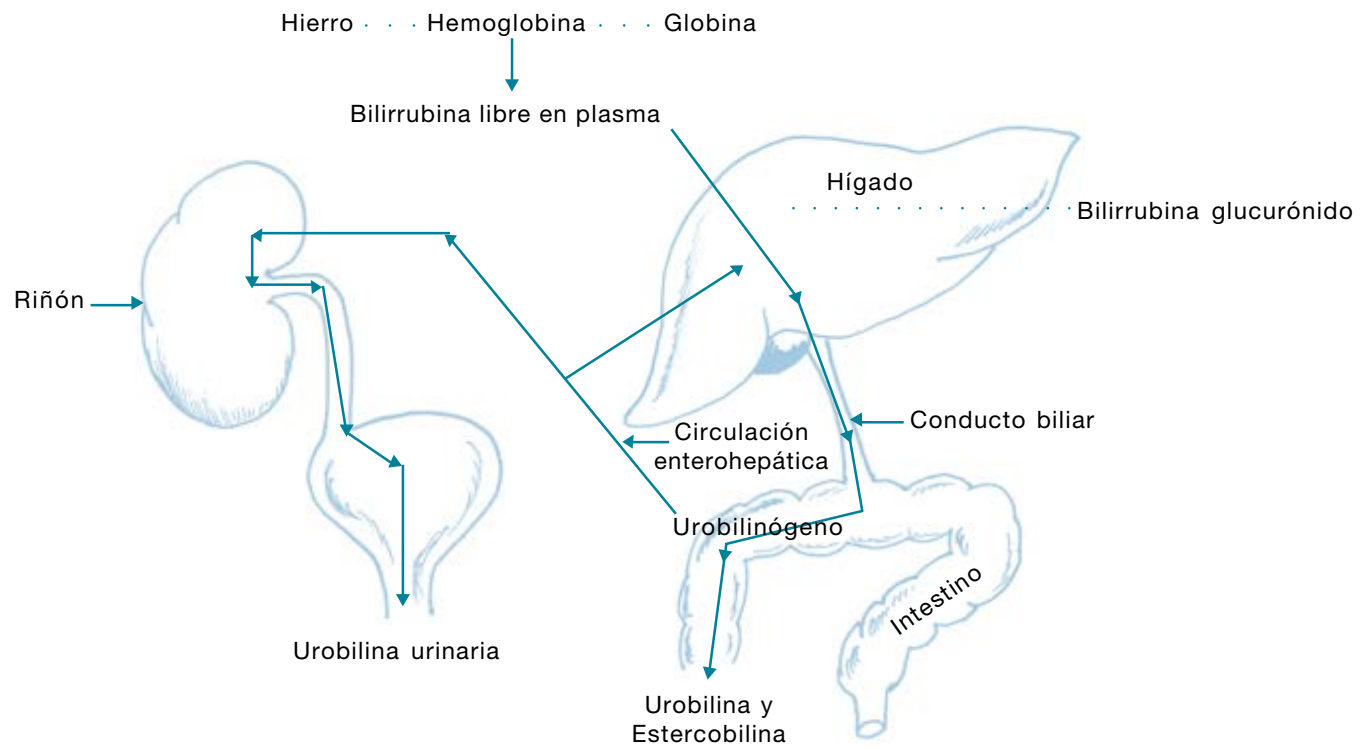 Hierro · · · Hemoglobina · · · Globina
Bilirrubina libre en plasma
Hígado
Bilirrubina glucurónido
Riñón
Conducto biliar
Circulación
enterohepática
Urobilinógeno
Intestino
Urobilina urinaria
Urobilina y
Estercobilina